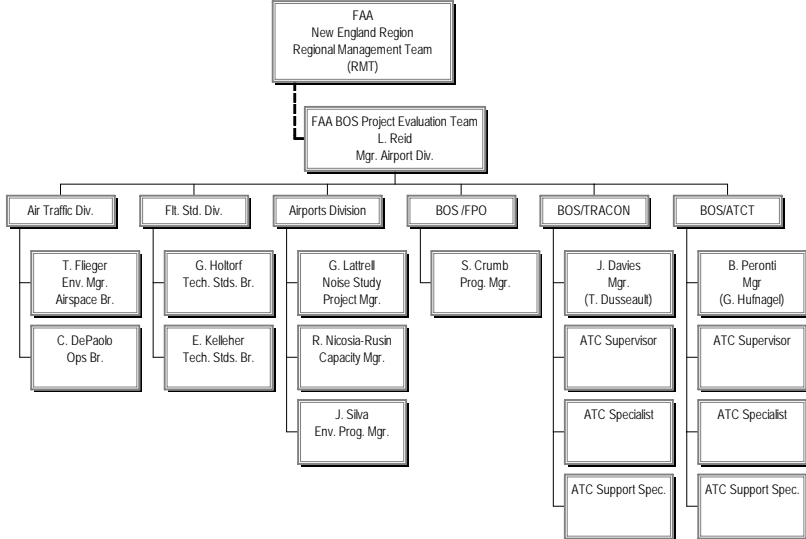 FAA
New England Region
Regional Management Team
(RMT)
FAA BOS Project Evaluation Team
L. Reid
Mgr. Airport Div.
Air Traffic Div.
Flt. Std. Div.
Airports Division
BOS /FPO
BOS/TRACON
BOS/ATCT
T. Flieger
Env. Mgr.
Airspace Br.
G. Holtorf
Tech. Stds. Br.
G. Lattrell
Noise Study
Project Mgr.
S. Crumb
Prog. Mgr.
J. Davies
Mgr.
(T. Dusseault)
B. Peronti
Mgr
(G. Hufnagel)
C. DePaolo
Ops Br.
E. Kelleher
Tech. Stds. Br.
R. Nicosia-Rusin
Capacity Mgr.
ATC Supervisor
ATC Supervisor
J. Silva
Env. Prog. Mgr.
ATC Specialist
ATC Specialist
ATC Support Spec.
ATC Support Spec.